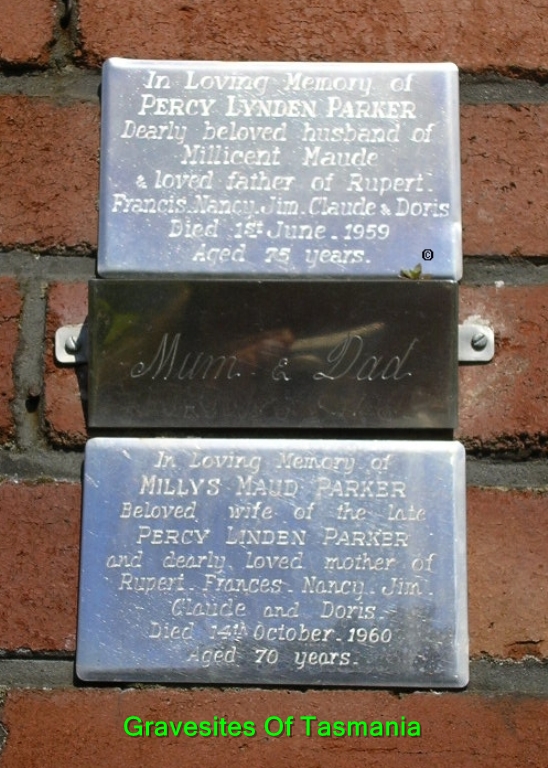 In Loving Memory of
PERCY LYNDEN PARKER
Dearly beloved husband of
Millicent Maude
& loved father of Rupert.
Francis. Nancy. Jim. Claude & Doris
Died 1st June. 1959
Aged 75 years.
©
Mum & Dad
In Loving Memory of
MILLYS MAUD PARKER
Beloved wife of the late
PERCY LINDEN PARKER
and dearly loved mother of
Rupert. Frances. Nancy. Jim.
Claude and Doris.
Died 14th October. 1960
Aged 70 years.
Gravesites Of Tasmania